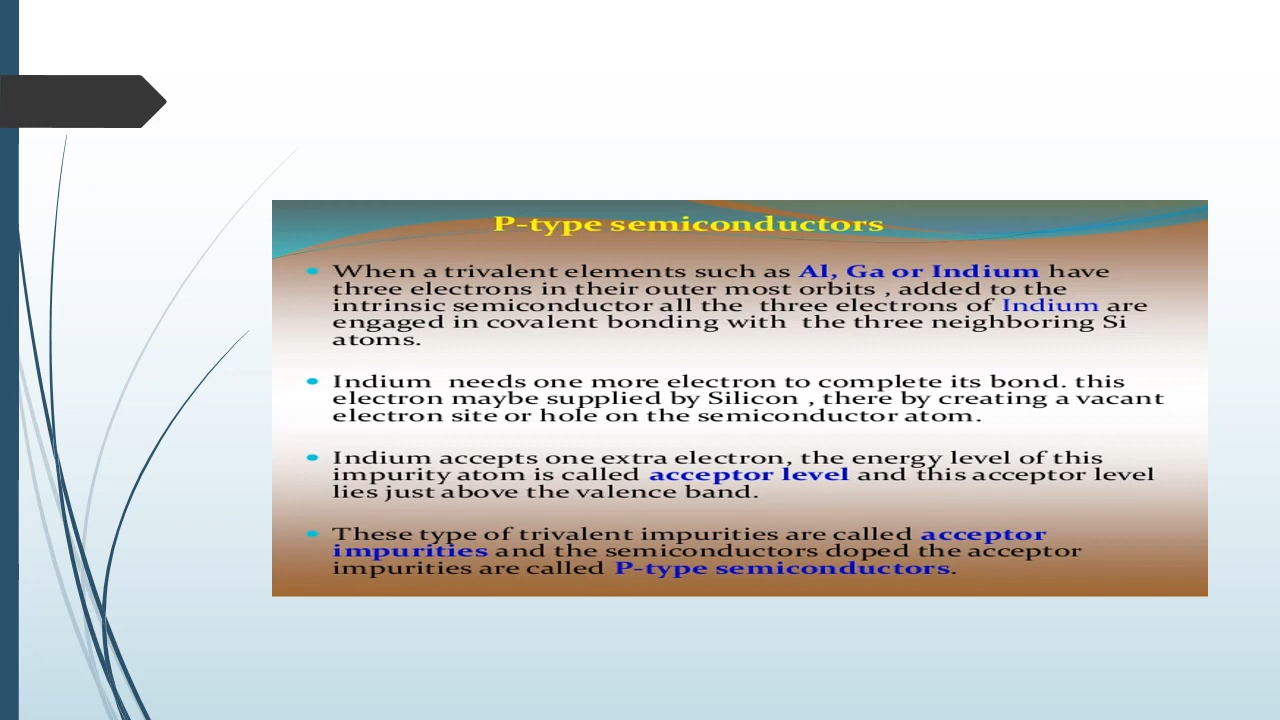 P-type semiconductors
When a trivalent elements such as Al, Ga or Indium have
three electrons in their outer most orbits , added to the
intrinsic semiconductor all the three electrons of Indium are
engaged in covalent bonding with the three neighboring Si
atoms.
Indium needs one more electron to complete its bond. this
electron maybe supplied by Silicon , there by creating a vacant
electron site or hole on the semiconductor atom.
Indium accepts one extra electron, the energy level of this
impurity atom is called acceptor level and this acceptor level
lies just above the valence band.
These type of trivalent impurities are called acceptor
impurities and the semiconductors doped the acceptor
impurities are called P-type semiconductors.